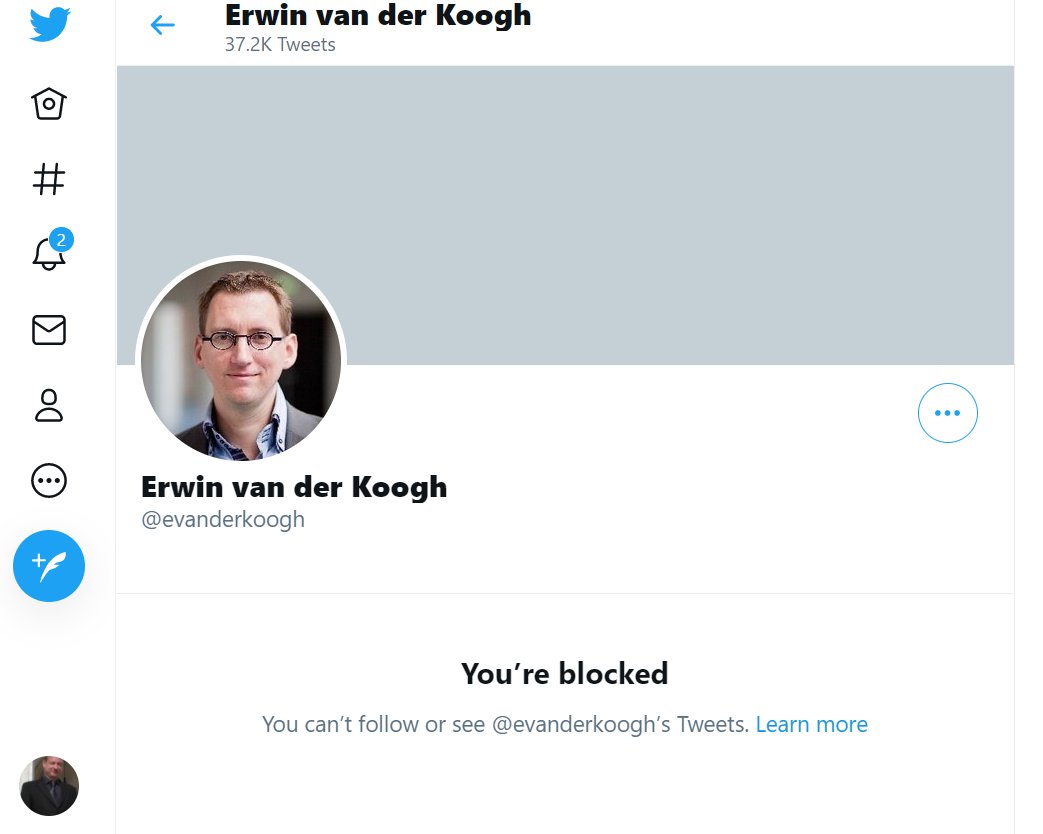 Erwin van der Koogh
37.2K Tweets
2
Erwin van der Koogh
@evanderkoogh
You’re blocked
You can’t follow or see @evanderkoogh’s Tweets. Learn more